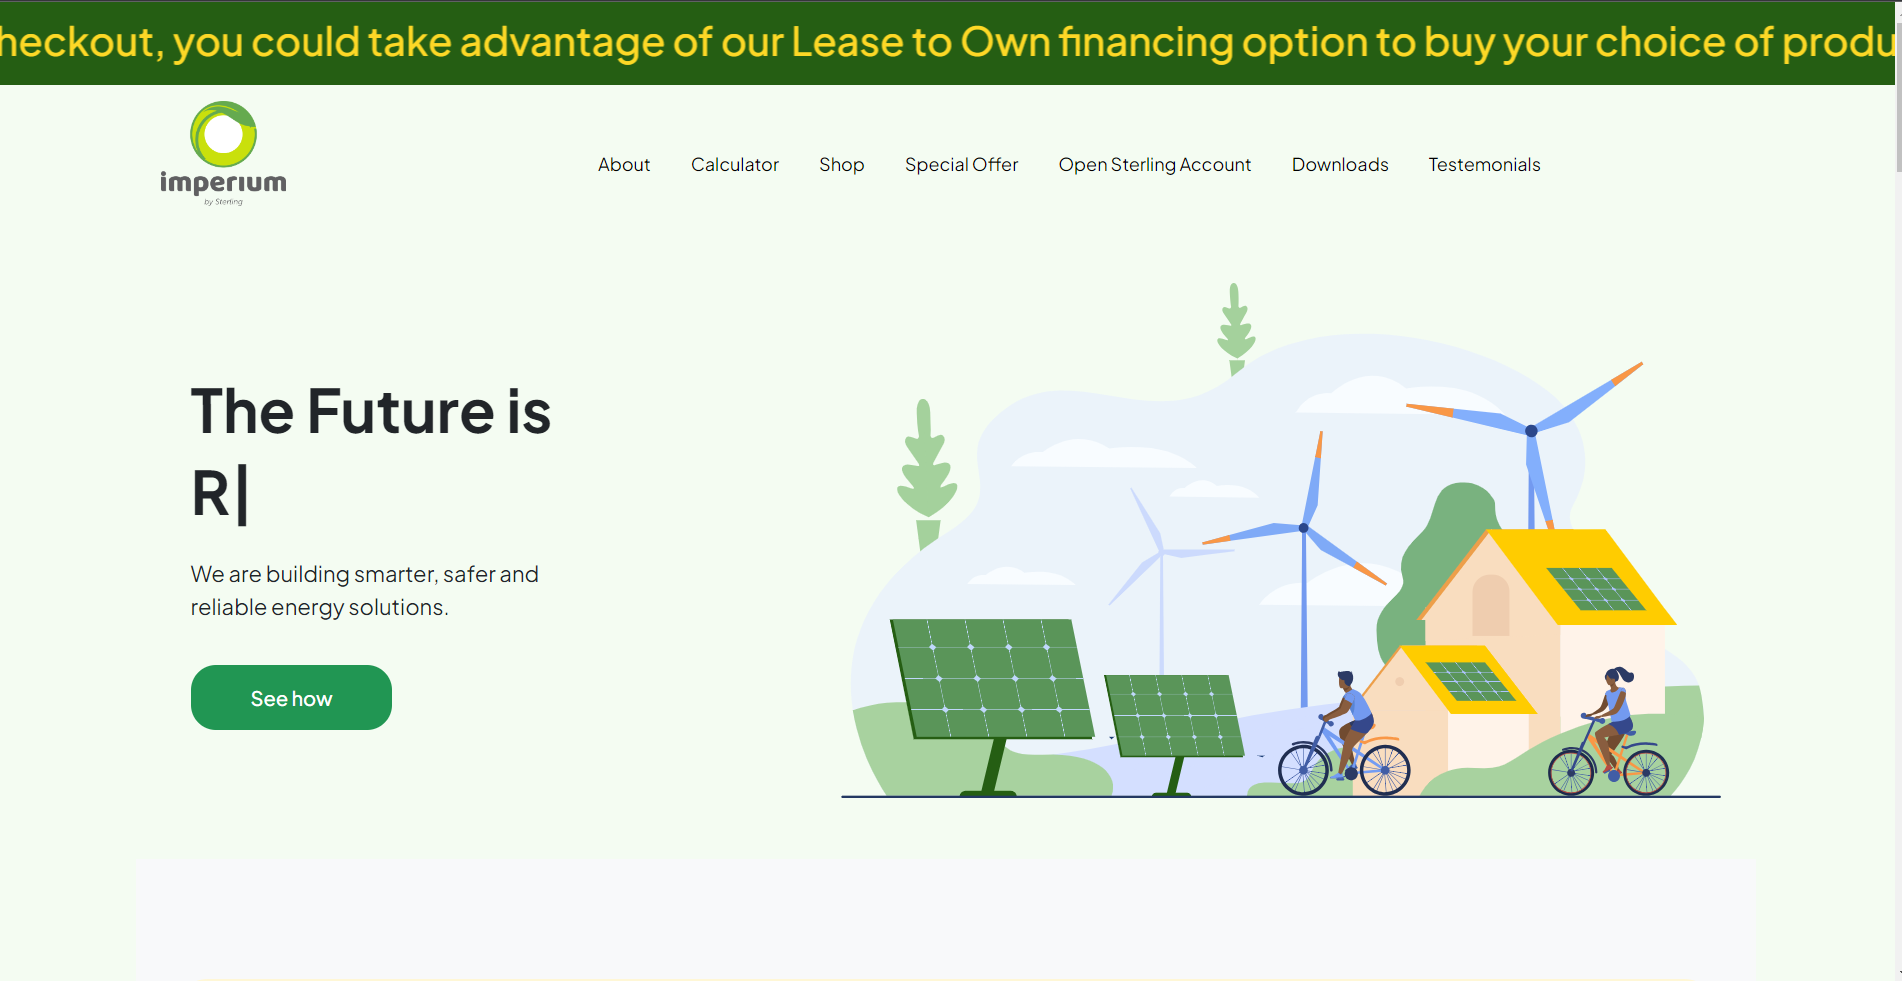 heckout, you could take advantage of our Lease to Own financing option to buy your choice of produ
imperium
by Sterling
About Calculator Shop Special Offer Open Sterling Account Downloads Testemonials
The Future is
R|
We are building smarter, safer and
reliable energy solutions.
See how